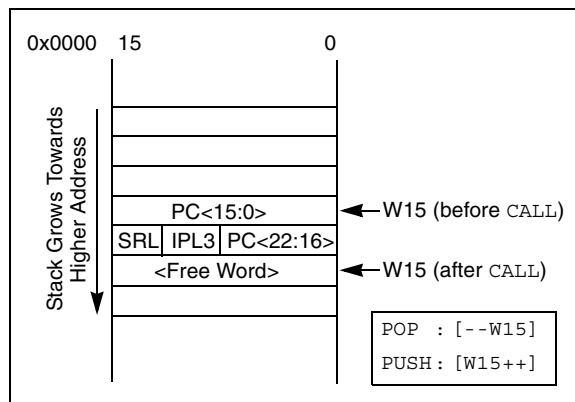 0x0000 15 0
Stack Grows Towards
Higher Address
PC<15:0>
W15 (before CALL)
SRL IPL3 PC<22:16>
<Free Word>
W15 (after CALL)
POP : [--W15]
PUSH : [W15++]